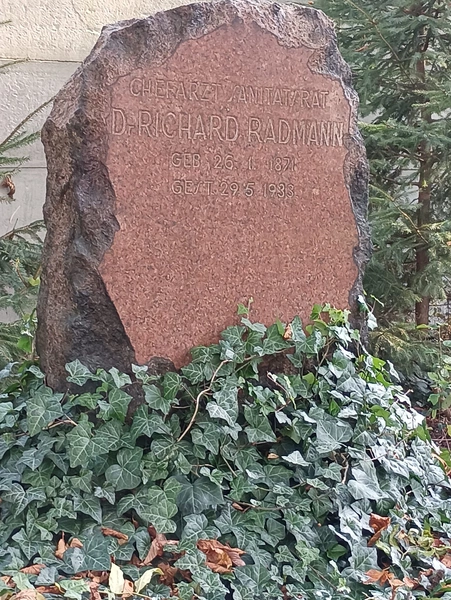 CHEFARZT SANITÄTSRAT
DR RICHARD RADMANN
GEB. 26. 1. 1871
GEST. 29. 5. 1933